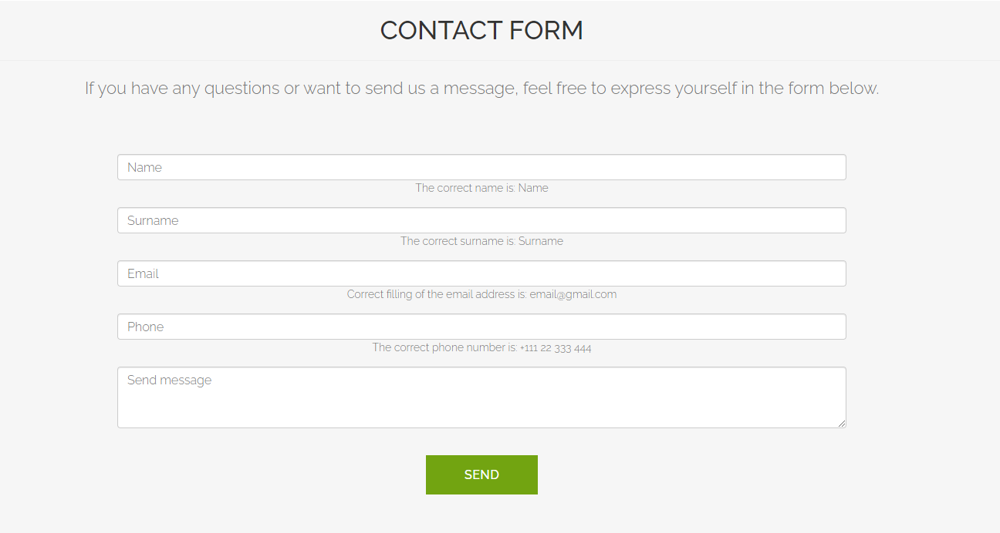 CONTACT FORM
If you have any questions or want to send us a message, feel free to express yourself in the form below.
Name
The correct name is: Name
Surname
The correct surname is: Surname
Email
Correct filling of the email address is: email@gmail.com
Phone
The correct phone number is: +111 22 333 444
Send message
SEND